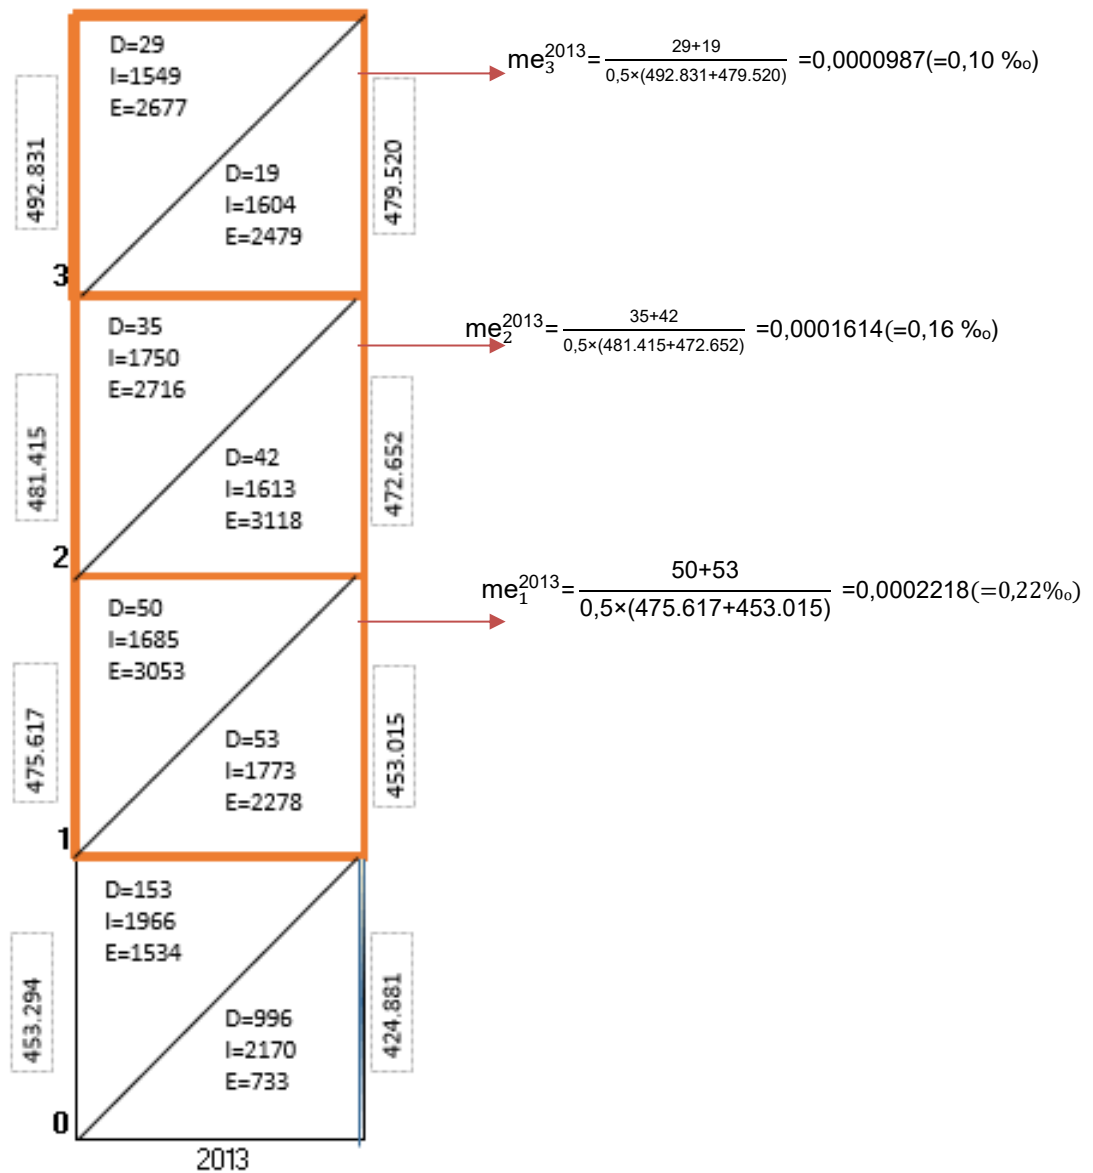 D=29
I=1549
E=2677
492.831
D=19
I=1604
E=2479
479.520
3
me₃²⁰¹³= (29+19)/(0,5×(492.831+479.520)) =0,0000987(=0,10 ‰)
D=35
I=1750
E=2716
481.415
D=42
I=1613
E=3118
472.652
2
me₂²⁰¹³= (35+42)/(0,5×(481.415+472.652)) =0,0001614(=0,16 ‰)
D=50
I=1685
E=3053
475.617
D=53
I=1773
E=2278
453.015
1
me₁²⁰¹³= (50+53)/(0,5×(475.617+453.015)) =0,0002218(=0,22‰)
D=153
I=1966
E=1534
453.294
D=996
I=2170
E=733
424.881
0
2013